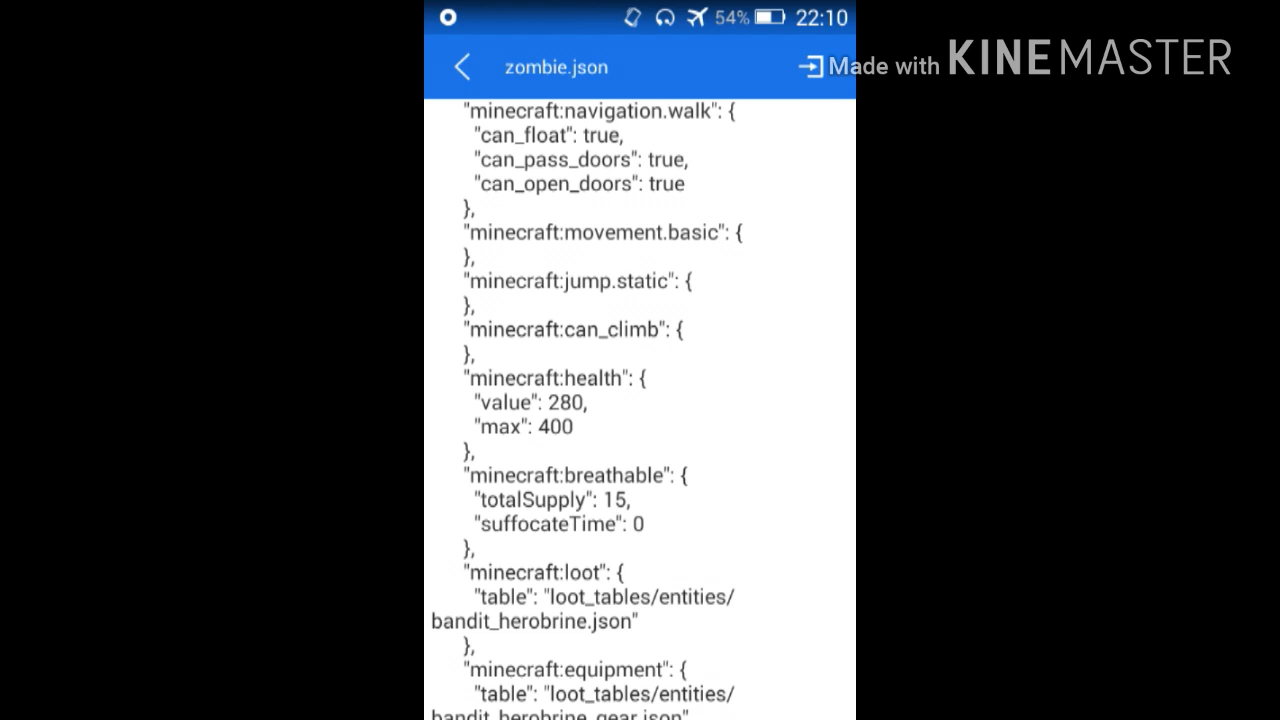 54% 22:10
zombie.json
Made with KINEMASTER
"minecraft:navigation.walk": {
"can_float": true,
"can_pass_doors": true,
"can_open_doors": true
},
"minecraft:movement.basic": {
},
"minecraft:jump.static": {
},
"minecraft:can_climb": {
},
"minecraft:health": {
"value": 280,
"max": 400
},
"minecraft:breathable": {
"totalSupply": 15,
"suffocateTime": 0
},
"minecraft:loot": {
"table": "loot_tables/entities/
bandit_herobrine.json"
},
"minecraft:equipment": {
"table": "loot_tables/entities/
bandit_herobrine_gear.json"